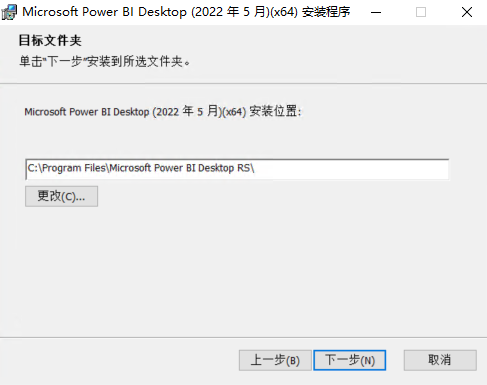 Microsoft Power BI Desktop (2022 年 5 月)(x64) 安装程序
目标文件夹
单击"下一步"安装到所选文件夹。
Microsoft Power BI Desktop (2022 年 5 月)(x64) 安装位置:
C:\Program Files\Microsoft Power BI Desktop RS\
更改(C)...
上一步(B) 下一步(N) 取消